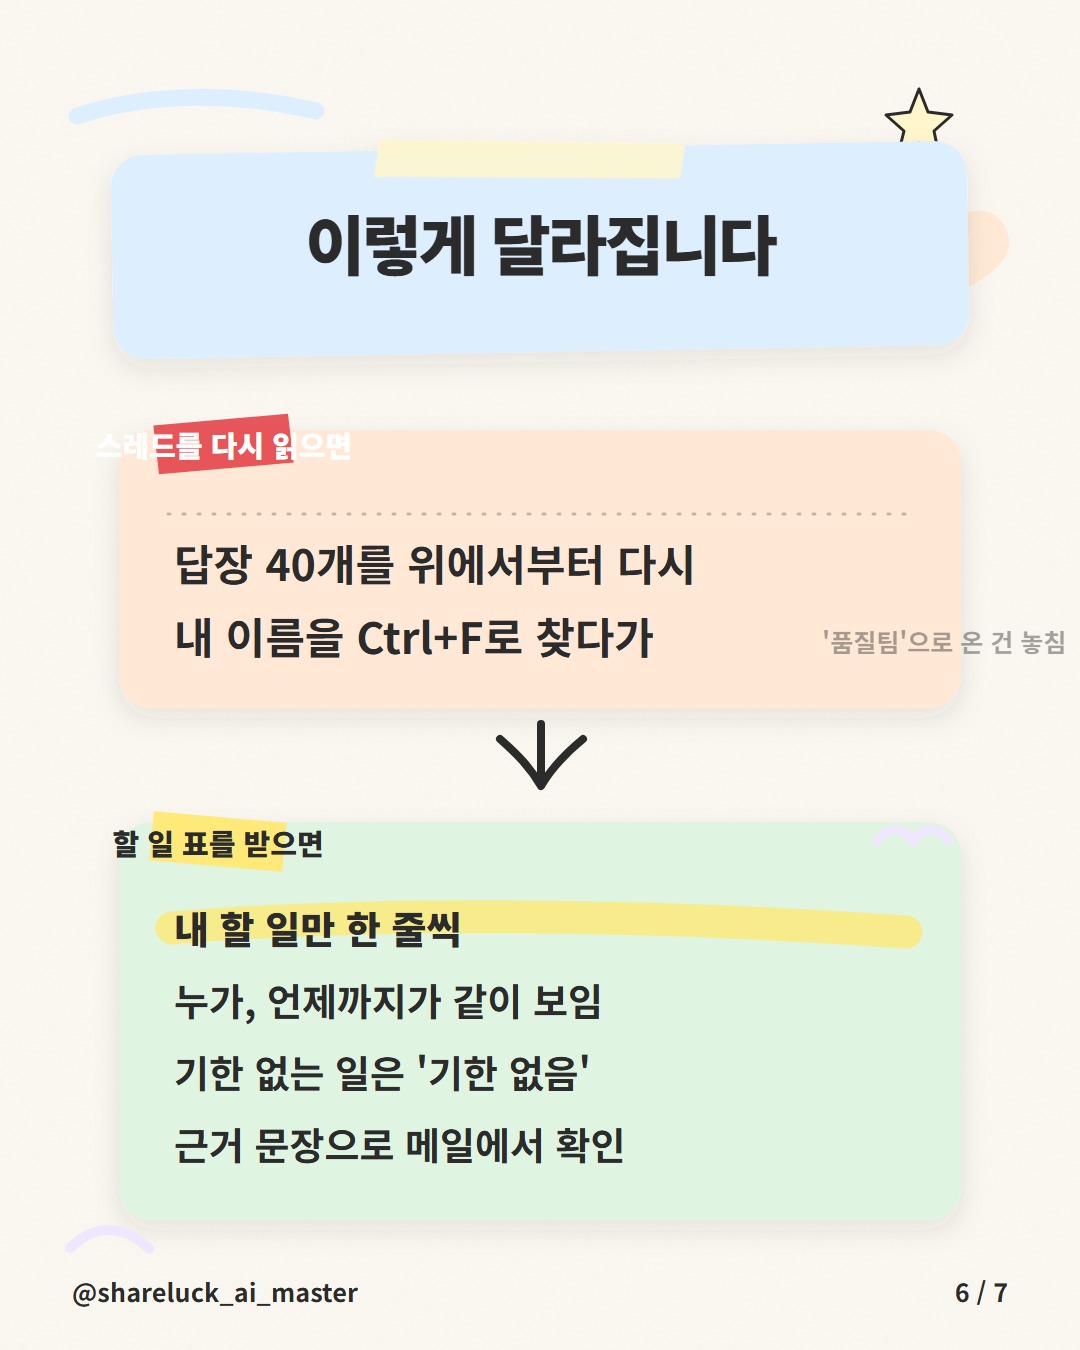 이렇게 달라집니다
스레드를 다시 읽으면
답장 40개를 위에서부터 다시
내 이름을 Ctrl+F로 찾다가
'품질팀'으로 온 건 놓침
할 일 표를 받으면
내 할 일만 한 줄씩
누가, 언제까지가 같이 보임
기한 없는 일은 '기한 없음'
근거 문장으로 메일에서 확인
@shareluck_ai_master
6 / 7